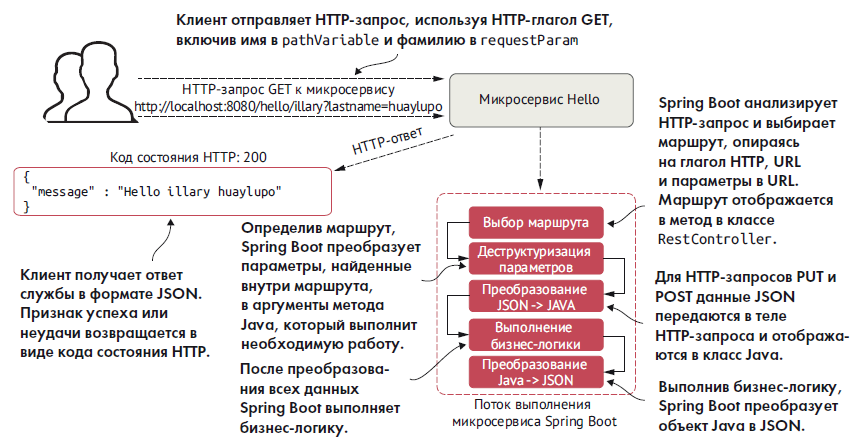 Клиент отправляет HTTP-запрос, используя HTTP-глагол GET,
включив имя в pathVariable и фамилию в requestParam
HTTP-запрос GET к микросервису
http://localhost:8080/hello/illary?lastname=huaylupo
Микросервис Hello
HTTP-ответ
Код состояния HTTP: 200
{
"message" : "Hello illary huaylupo"
}
Клиент получает ответ
службы в формате JSON.
Признак успеха или
неудачи возвращается в
виде кода состояния HTTP.
Spring Boot анализирует
HTTP-запрос и выбирает
маршрут, опираясь
на глагол HTTP, URL
и параметры в URL.
Маршрут отображается
в метод в классе
RestController.
Определив маршрут,
Spring Boot преобразует
параметры, найденные
внутри маршрута,
в аргументы метода
Java, который выполнит
необходимую работу.
После преобразова-
ния всех данных
Spring Boot выполняет
бизнес-логику.
Выбор маршрута
Деструктуризация
параметров
Преобразование
JSON -> JAVA
Выполнение
бизнес-логики
Преобразование
Java -> JSON
Поток выполнения
микросервиса Spring Boot
Для HTTP-запросов PUT и
POST данные JSON
передаются в теле
HTTP-запроса и отобража-
ются в класс Java.
Выполнив бизнес-логику,
Spring Boot преобразует
объект Java в JSON.